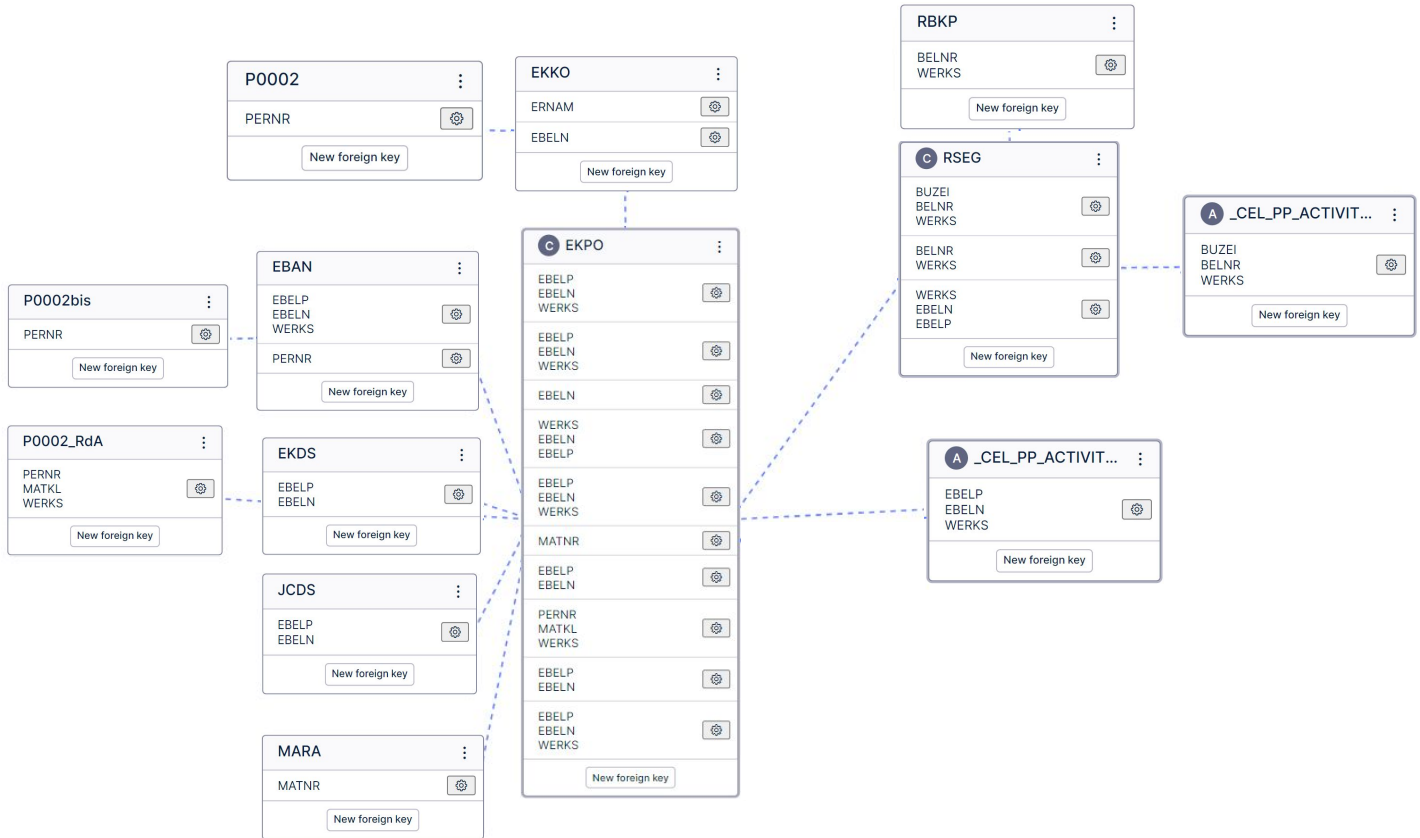 RBKP
BELNR
WERKS
New foreign key
P0002
PERNR
New foreign key
EKKO
ERNAM
EBELN
New foreign key
C RSEG
BUZEI
BELNR
WERKS
BELNR
WERKS
WERKS
EBELN
EBELP
New foreign key
A _CEL_PP_ACTIVIT...
BUZEI
BELNR
WERKS
New foreign key
C EKPO
EBELP
EBELN
WERKS
EBELP
EBELN
WERKS
EBELN
WERKS
EBELN
EBELP
EBELP
EBELN
WERKS
MATNR
EBELP
EBELN
PERNR
MATKL
WERKS
EBELP
EBELN
EBELP
EBELN
WERKS
New foreign key
EBAN
EBELP
EBELN
WERKS
PERNR
New foreign key
P0002bis
PERNR
New foreign key
P0002_RdA
PERNR
MATKL
WERKS
New foreign key
EKDS
EBELP
EBELN
New foreign key
A _CEL_PP_ACTIVIT...
EBELP
EBELN
WERKS
New foreign key
JCDS
EBELP
EBELN
New foreign key
MARA
MATNR
New foreign key